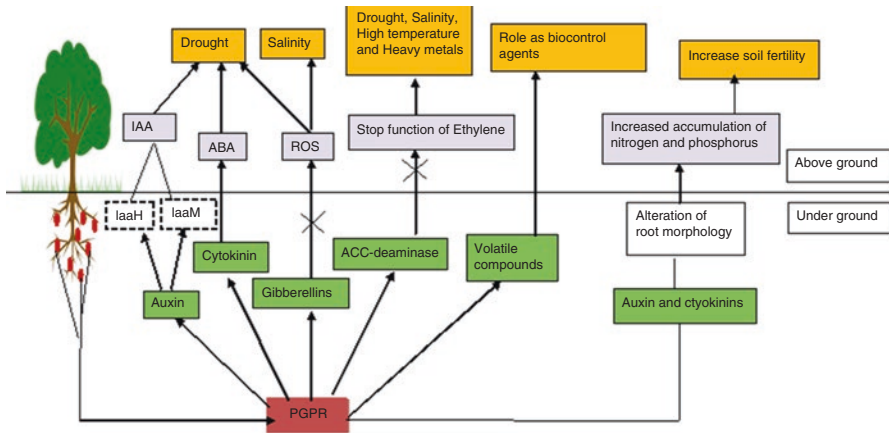 Drought
Salinity
Drought, Salinity,
High temperature
and Heavy metals
Role as biocontrol
agents
Increase soil fertility
IAA
ABA
ROS
Stop function of Ethylene
Increased accumulation of
nitrogen and phosphorus
Above ground
IaaH
IaaM
Alteration of
root morphology
Under ground
Cytokinin
ACC-deaminase
Volatile
compounds
Auxin
Gibberellins
Auxin and ctyokinins
PGPR